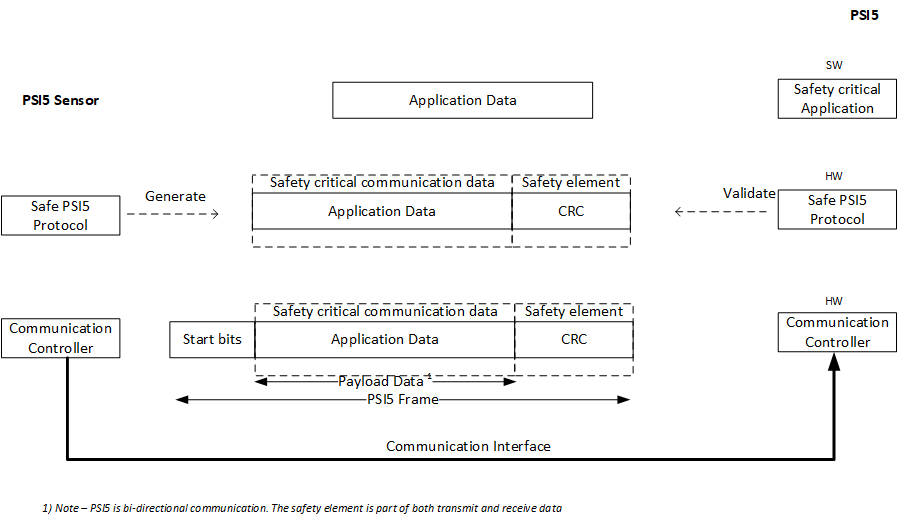 PSI5
SW
PSI5 Sensor
Application Data
Safety critical
Application
HW
Safe PSI5
Protocol
Generate
Safety critical communication data
Safety element
Application Data
CRC
Validate
Safe PSI5
Protocol
HW
Communication
Controller
Start bits
Safety critical communication data
Safety element
Application Data
CRC
Communication
Controller
Payload Data 1
PSI5 Frame
Communication Interface
1) Note – PSI5 is bi-directional communication. The safety element is part of both transmit and receive data